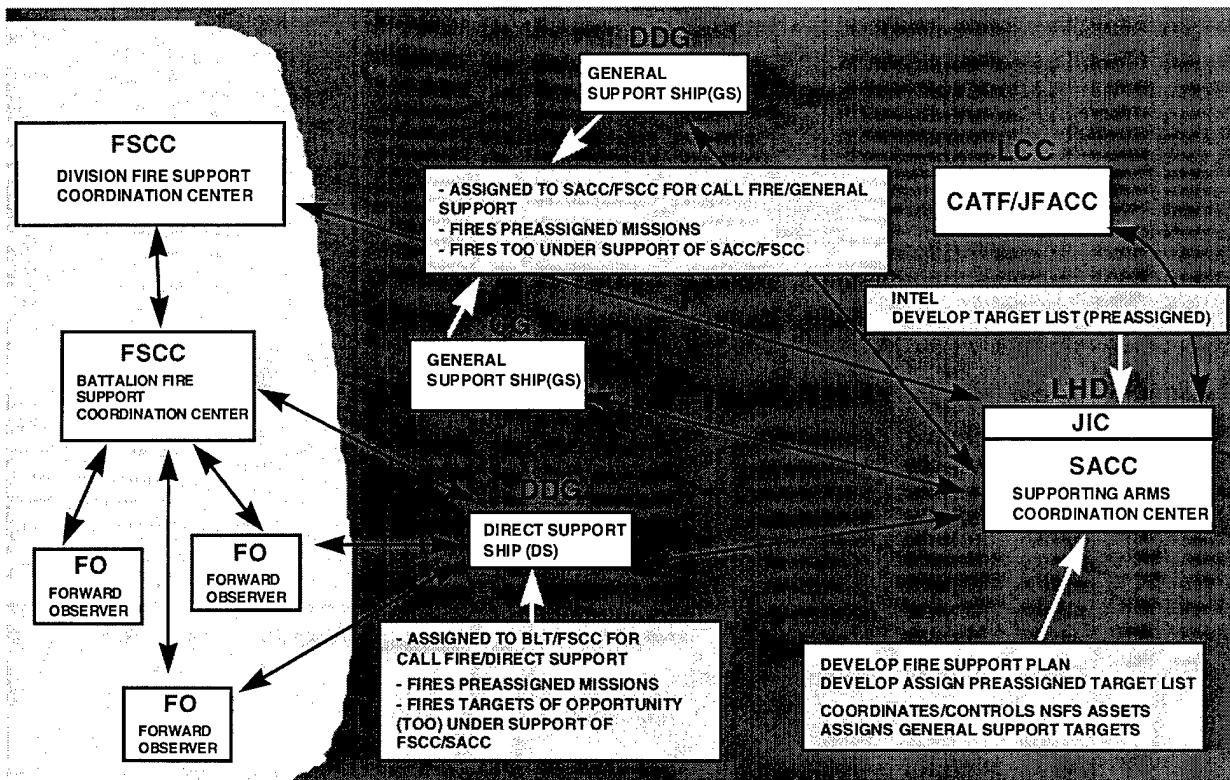 DDG
GENERAL
SUPPORT SHIP(GS)
FSCC
DIVISION FIRE SUPPORT
COORDINATION CENTER
- ASSIGNED TO SACC/FSCC FOR CALL FIRE/GENERAL
SUPPORT
- FIRES PREASSIGNED MISSIONS
- FIRES TOO UNDER SUPPORT OF SACC/FSCC
LCC
CATF/JFACC
INTEL
DEVELOP TARGET LIST (PREASSIGNED)
FSCC
BATTALION FIRE
SUPPORT
COORDINATION CENTER
CG
GENERAL
SUPPORT SHIP(GS)
LHD
JIC
SACC
SUPPORTING ARMS
COORDINATION CENTER
DDG
DIRECT SUPPORT
SHIP (DS)
FO
FORWARD
OBSERVER
FO
FORWARD
OBSERVER
FO
FORWARD
OBSERVER
- ASSIGNED TO BLT/FSCC FOR
CALL FIRE/DIRECT SUPPORT
- FIRES PREASSIGNED MISSIONS
- FIRES TARGETS OF OPPORTUNITY
(TOO) UNDER SUPPORT OF
FSCC/SACC
DEVELOP FIRE SUPPORT PLAN
DEVELOP ASSIGN PREASSIGNED TARGET LIST
COORDINATES/CONTROLS NSFS ASSETS
ASSIGNS GENERAL SUPPORT TARGETS